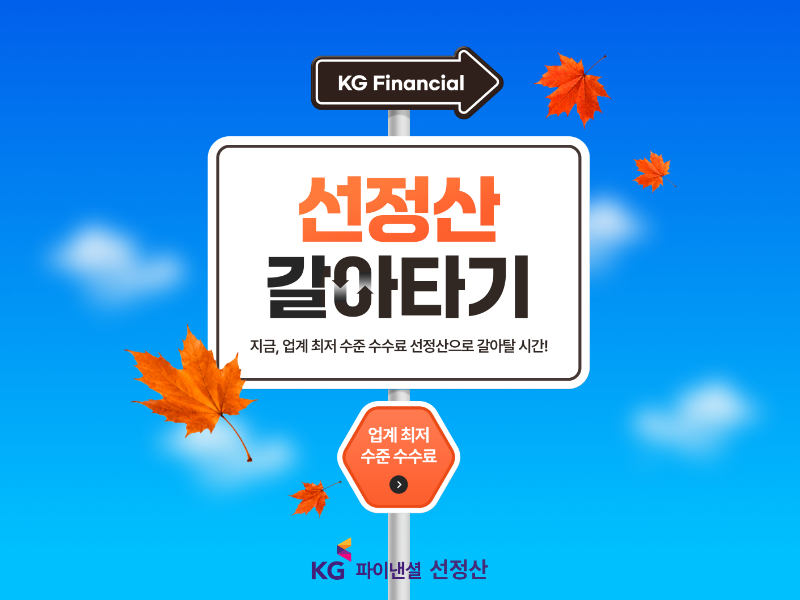 KG Financial
선정산
갈아타기
지금, 업계 최저 수준 수수료 선정산으로 갈아탈 시간!
업계 최저
수준 수수료
KG 파이낸셜 선정산